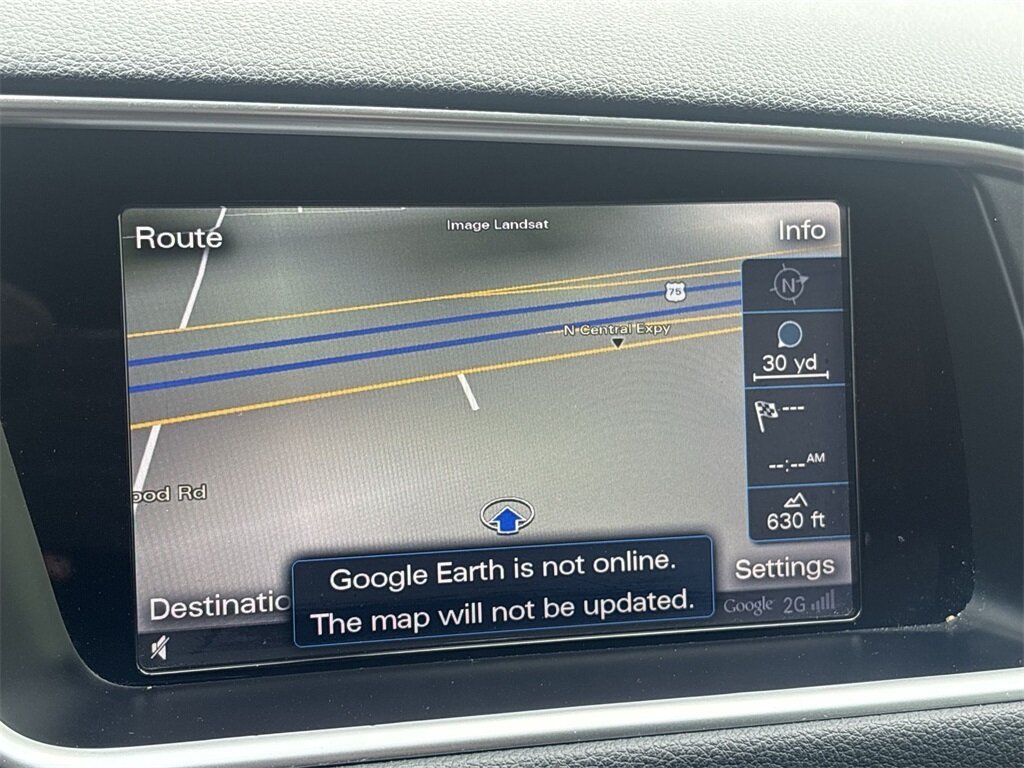 Route
Image Landsat
Info
N
75
N Central Expy
30 yd
---
--:-- AM
ood Rd
630 ft
Google Earth is not online.
The map will not be updated.
Settings
Destinatio
Google 2G